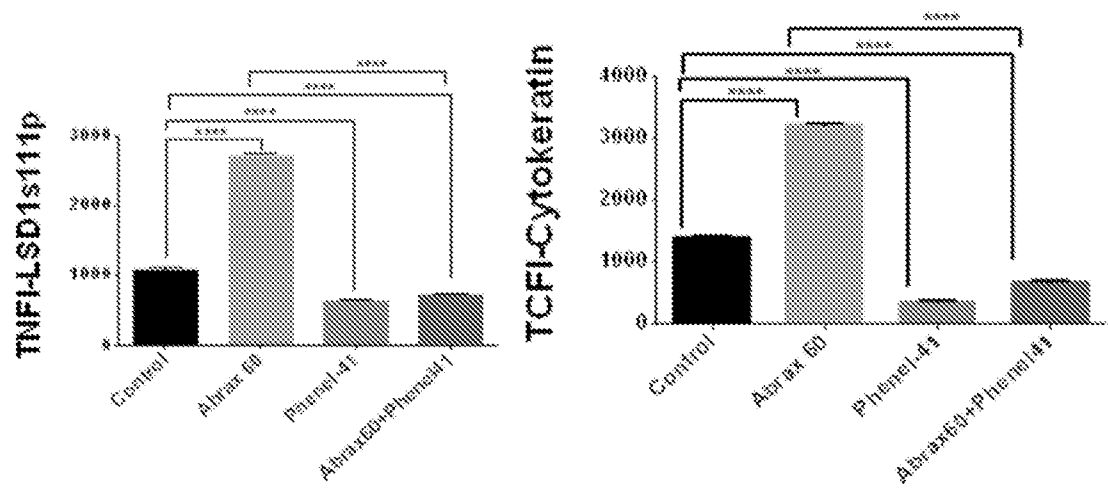 TNFI-LSD1s111p
****
****
****
****
3000
2000
1000
0
Control
Abrax 60
Phenel-41
Abrax60+Phenel41
TCFI-Cytokeratin
****
****
****
****
4000
3000
2000
1000
0
Control
Abrax 60
Phenel-41
Abrax60+Phenel41